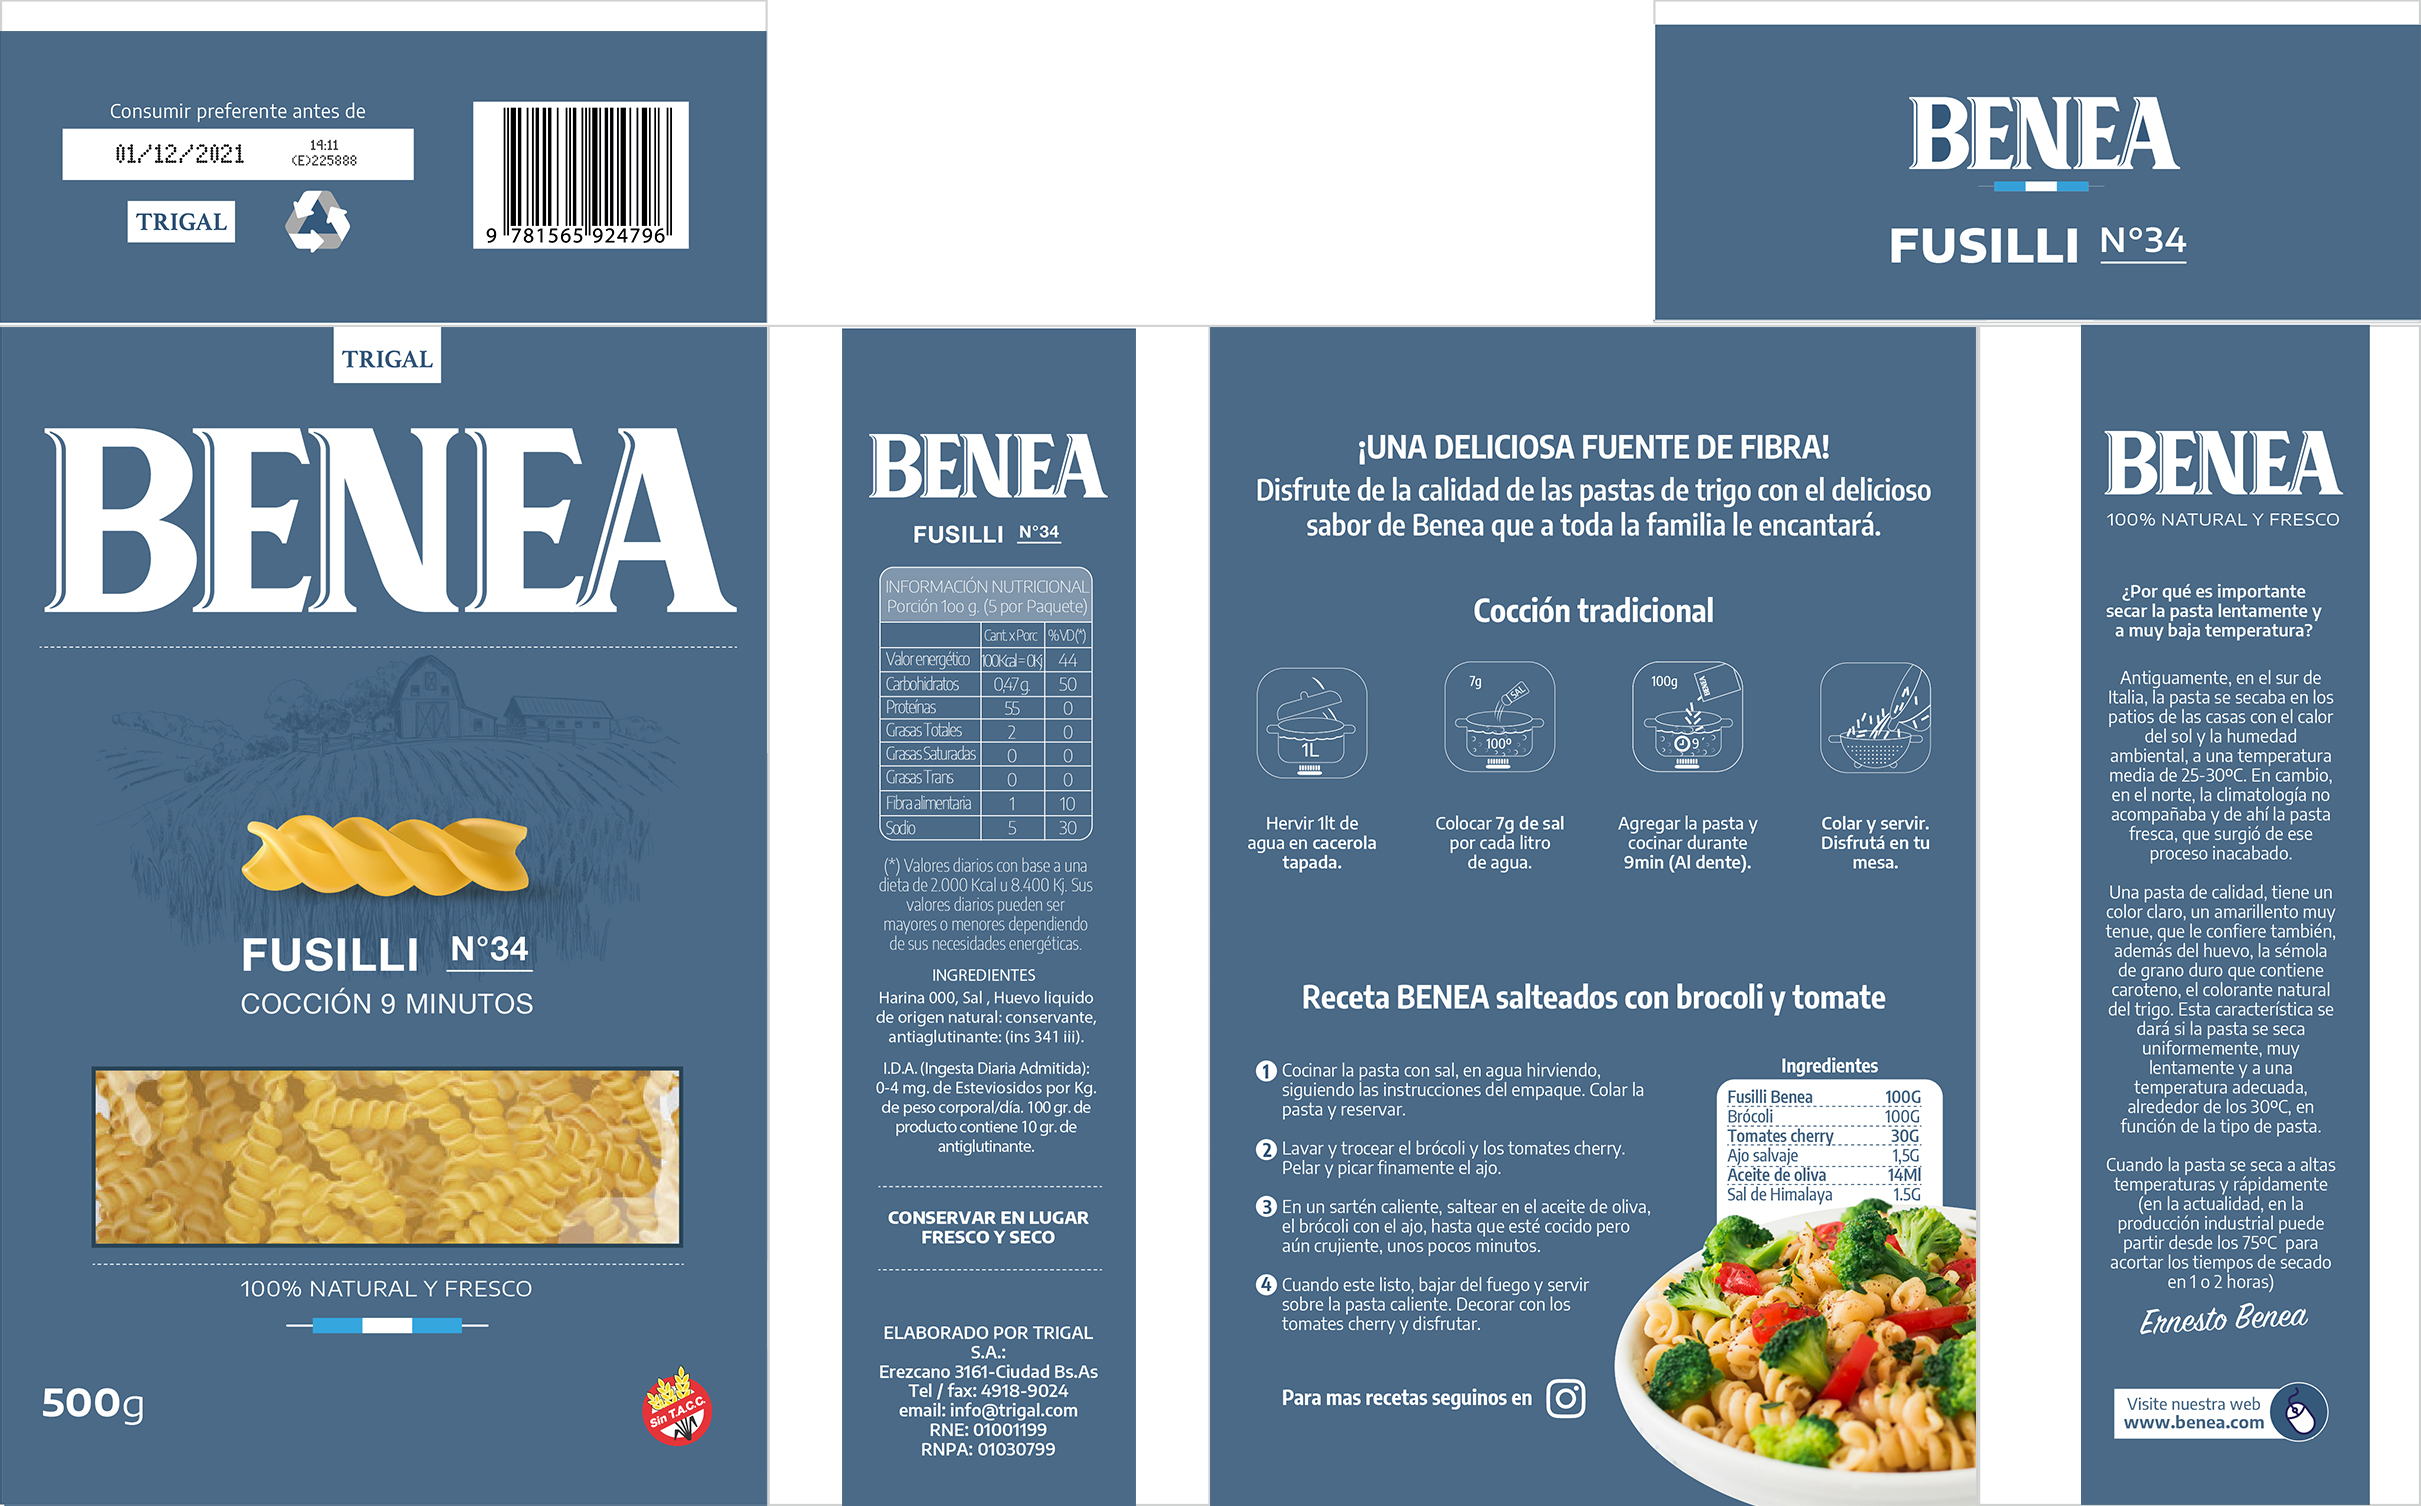 Consumir preferente antes de
01/12/2021
14:11
(E)225888
TRIGAL
9 781565 924796
BENEA
FUSILLI N°34
TRIGAL
BENEA
FUSILLI N°34
COCCIÓN 9 MINUTOS
100% NATURAL Y FRESCO
500g
Sin T.A.C.C.
BENEA
FUSILLI N°34
INFORMACIÓN NUTRICIONAL
Porción 100 g. (5 por Paquete)
Cant. x Porc %VD(*)
Valor energético 100Kcal=0Kj 44
Carbohidratos 0,47 g. 50
Proteínas 55 0
Grasas Totales 2 0
Grasas Saturadas 0 0
Grasas Trans 0 0
Fibra alimentaria 1 10
Sodio 5 30
(*) Valores diarios con base a una
dieta de 2.000 Kcal u 8.400 Kj. Sus
valores diarios pueden ser
mayores o menores dependiendo
de sus necesidades energéticas.
INGREDIENTES
Harina 000, Sal , Huevo liquido
de origen natural: conservante,
antiaglutinante: (ins 341 iii).
I.D.A. (Ingesta Diaria Admitida):
0-4 mg. de Esteviosidos por Kg.
de peso corporal/día. 100 gr. de
producto contiene 10 gr. de
antiglutinante.
CONSERVAR EN LUGAR
FRESCO Y SECO
ELABORADO POR TRIGAL
S.A.:
Erezcano 3161-Ciudad Bs.As
Tel / fax: 4918-9024
email: info@trigal.com
RNE: 01001199
RNPA: 01030799
¡UNA DELICIOSA FUENTE DE FIBRA!
Disfrute de la calidad de las pastas de trigo con el delicioso
sabor de Benea que a toda la familia le encantará.
Cocción tradicional
1L
7g
SAL
100º
100g
BENEA
9'
Hervir 1lt de
agua en cacerola
tapada.
Colocar 7g de sal
por cada litro
de agua.
Agregar la pasta y
cocinar durante
9min (Al dente).
Colar y servir.
Disfrutá en tu
mesa.
Receta BENEA salteados con brocoli y tomate
1 Cocinar la pasta con sal, en agua hirviendo,
siguiendo las instrucciones del empaque. Colar la
pasta y reservar.
2 Lavar y trocear el brócoli y los tomates cherry.
Pelar y picar finamente el ajo.
3 En un sartén caliente, saltear en el aceite de oliva,
el brócoli con el ajo, hasta que esté cocido pero
aún crujiente, unos pocos minutos.
4 Cuando este listo, bajar del fuego y servir
sobre la pasta caliente. Decorar con los
tomates cherry y disfrutar.
Ingredientes
Fusilli Benea 100G
Brócoli 100G
Tomates cherry 30G
Ajo salvaje 1,5G
Aceite de oliva 14Ml
Sal de Himalaya 1.5G
Para mas recetas seguinos en
BENEA
100% NATURAL Y FRESCO
¿Por qué es importante
secar la pasta lentamente y
a muy baja temperatura?
Antiguamente, en el sur de
Italia, la pasta se secaba en los
patios de las casas con el calor
del sol y la humedad
ambiental, a una temperatura
media de 25-30ºC. En cambio,
en el norte, la climatología no
acompañaba y de ahí la pasta
fresca, que surgió de ese
proceso inacabado.
Una pasta de calidad, tiene un
color claro, un amarillento muy
tenue, que le confiere también,
además del huevo, la sémola
de grano duro que contiene
caroteno, el colorante natural
del trigo. Esta característica se
dará si la pasta se seca
uniformemente, muy
lentamente y a una
temperatura adecuada,
alrededor de los 30ºC, en
función de la tipo de pasta.
Cuando la pasta se seca a altas
temperaturas y rápidamente
(en la actualidad, en la
producción industrial puede
partir desde los 75ºC para
acortar los tiempos de secado
en 1 o 2 horas)
Ernesto Benea
Visite nuestra web
www.benea.com